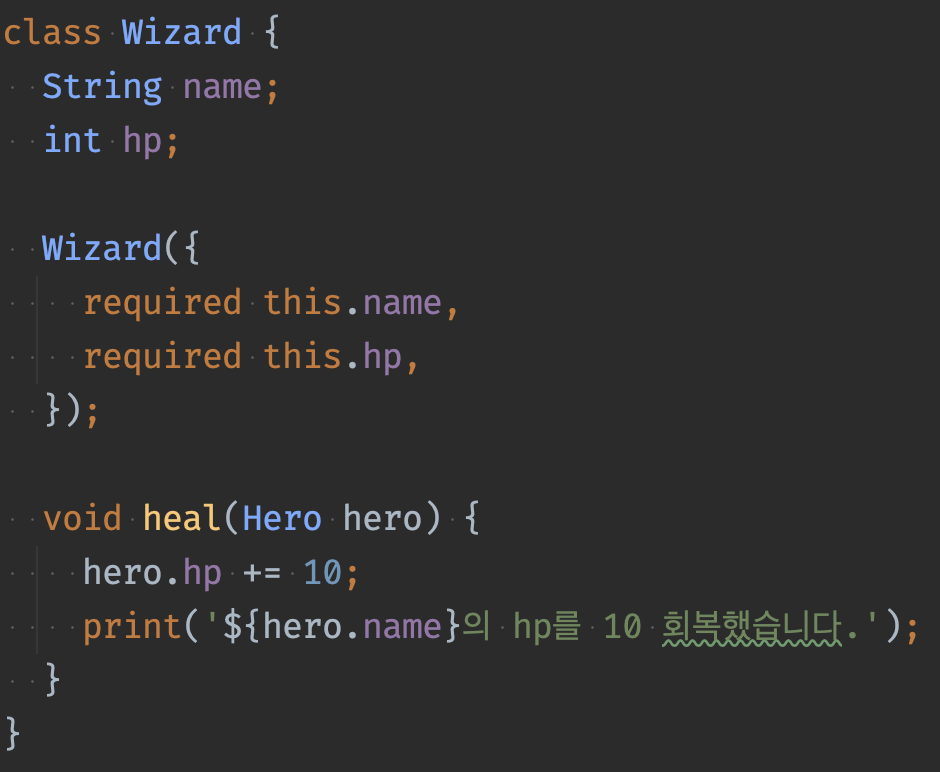 class Wizard {
  String name;
  int hp;

  Wizard({
    required this.name,
    required this.hp,
  });

  void heal(Hero hero) {
    hero.hp += 10;
    print('${hero.name}의 hp를 10 회복했습니다.');
  }
}